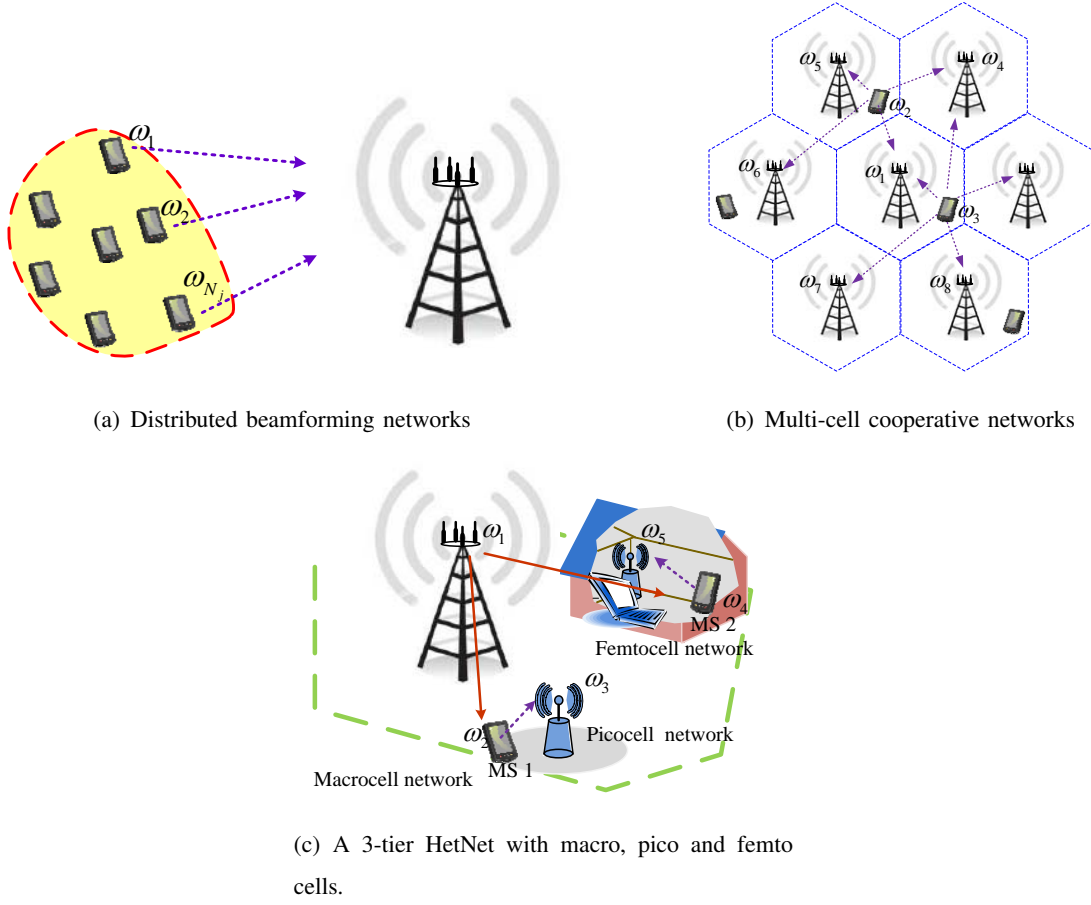 ω₁
ω₂
ω_{N_j}
(a) Distributed beamforming networks
ω₅
ω₄
ω₂
ω₆
ω₁
ω₃
ω₇
ω₈
(b) Multi-cell cooperative networks
ω₁
ω₅
ω₄
MS 2
Femtocell network
ω₃
Picocell network
ω₂
MS 1
Macrocell network
(c) A 3-tier HetNet with macro, pico and femto
cells.